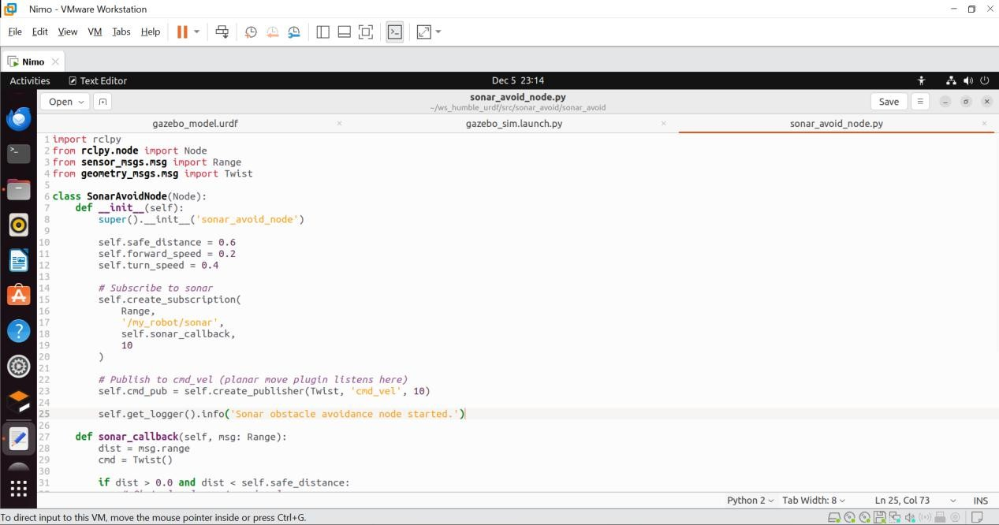 Nimo - VMware Workstation
File Edit View VM Tabs Help
Nimo
Activities Text Editor Dec 5 23:14
Open sonar_avoid_node.py Save
~/ws_humble_urdf/src/sonar_avoid/sonar_avoid
gazebo_model.urdf gazebo_sim.launch.py sonar_avoid_node.py
1 import rclpy
2 from rclpy.node import Node
3 from sensor_msgs.msg import Range
4 from geometry_msgs.msg import Twist
5
6 class SonarAvoidNode(Node):
7     def __init__(self):
8         super().__init__('sonar_avoid_node')
9
10         self.safe_distance = 0.6
11         self.forward_speed = 0.2
12         self.turn_speed = 0.4
13
14         # Subscribe to sonar
15         self.create_subscription(
16             Range,
17             '/my_robot/sonar',
18             self.sonar_callback,
19             10
20         )
21
22         # Publish to cmd_vel (planar move plugin listens here)
23         self.cmd_pub = self.create_publisher(Twist, 'cmd_vel', 10)
24
25         self.get_logger().info('Sonar obstacle avoidance node started.')
26
27     def sonar_callback(self, msg: Range):
28         dist = msg.range
29         cmd = Twist()
30
31         if dist > 0.0 and dist < self.safe_distance:
Python 2 Tab Width: 8 Ln 25, Col 73 INS
To direct input to this VM, move the mouse pointer inside or press Ctrl+G.